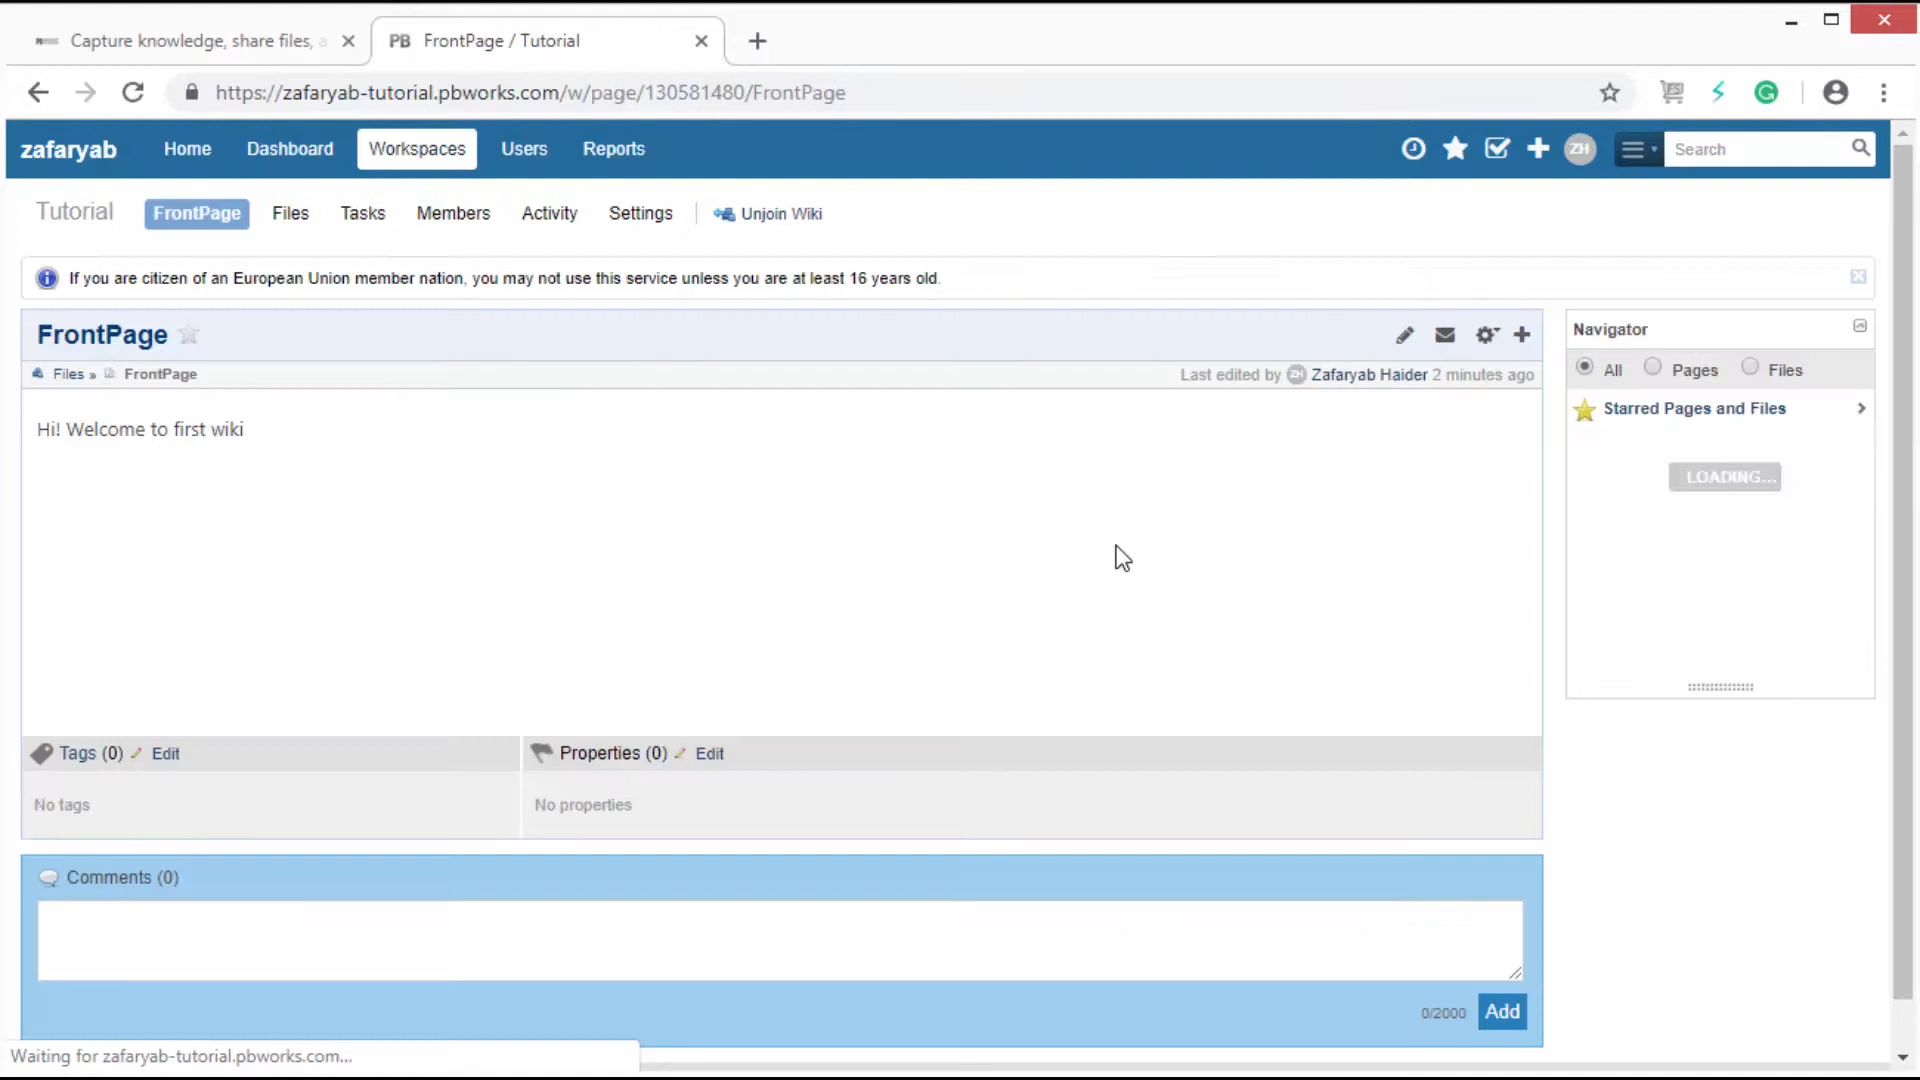 Capture knowledge, share files, a
PB FrontPage / Tutorial
https://zafaryab-tutorial.pbworks.com/w/page/130581480/FrontPage
zafaryab Home Dashboard Workspaces Users Reports ZH Search
Tutorial FrontPage Files Tasks Members Activity Settings Unjoin Wiki
If you are citizen of an European Union member nation, you may not use this service unless you are at least 16 years old.
FrontPage
Files » FrontPage
Last edited by ZH Zafaryab Haider 2 minutes ago
Hi! Welcome to first wiki
Navigator
All Pages Files
Starred Pages and Files
LOADING...
Tags (0) Edit
Properties (0) Edit
No tags
No properties
Comments (0)
0/2000 Add
Waiting for zafaryab-tutorial.pbworks.com...